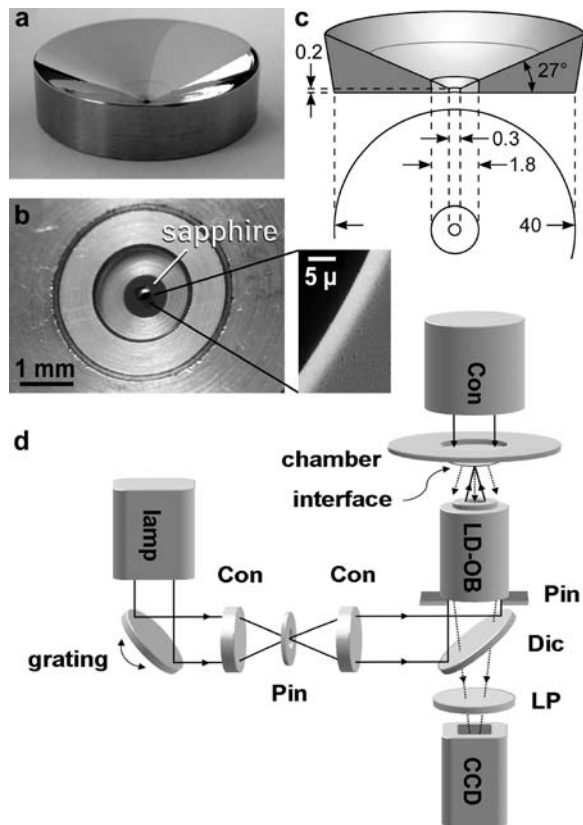 a
b
sapphire
1 mm
5 µ
c
0.2
27°
0.3
1.8
40
d
Con
chamber
interface
lamp
LD-OB
Con
Con
Pin
grating
Pin
Dic
LP
CCD